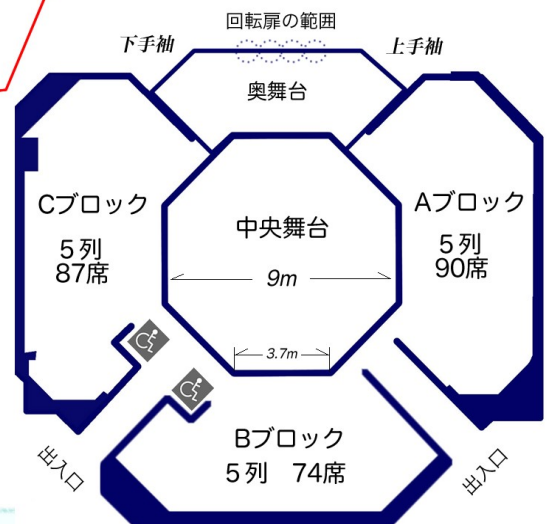 回転扉の範囲
下手袖
上手袖
奥舞台
Cブロック
5列
87席
中央舞台
9m
3.7m
Aブロック
5列
90席
Bブロック
5列 74席
出入口
出入口